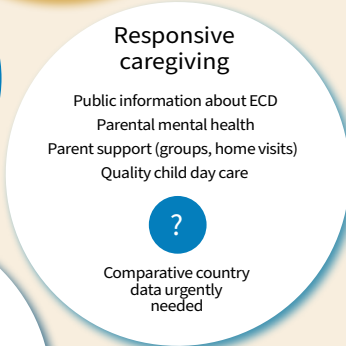 Responsive
caregiving
Public information about ECD
Parental mental health
Parent support (groups, home visits)
Quality child day care
?
Comparative country
data urgently
needed